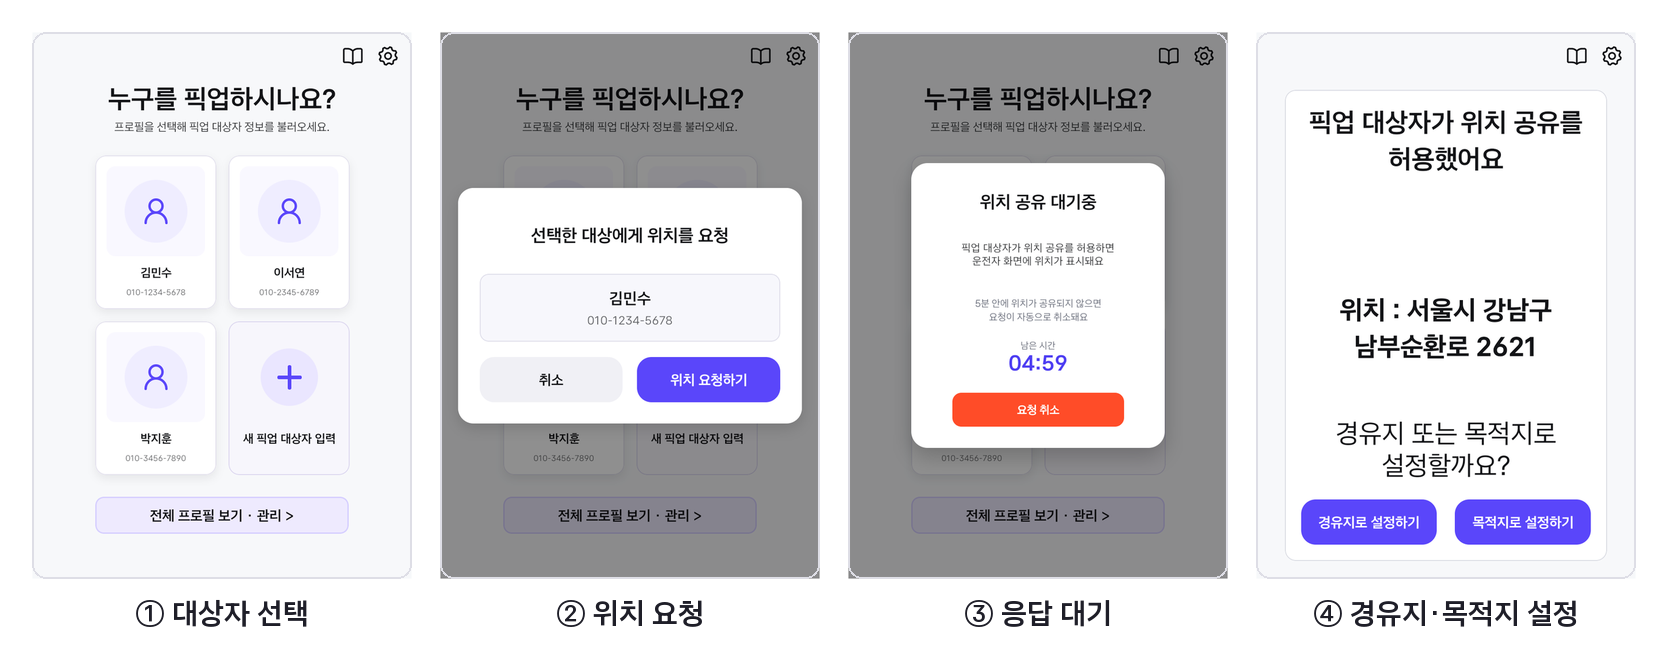 누구를 픽업하시나요?
프로필을 선택해 픽업 대상자 정보를 불러오세요.
김민수
010-1234-5678
이서연
010-2345-6789
박지훈
010-3456-7890
새 픽업 대상자 입력
전체 프로필 보기 · 관리 >
① 대상자 선택
누구를 픽업하시나요?
프로필을 선택해 픽업 대상자 정보를 불러오세요.
선택한 대상에게 위치를 요청
김민수
010-1234-5678
취소
위치 요청하기
박지훈
010-3456-7890
새 픽업 대상자 입력
전체 프로필 보기 · 관리 >
② 위치 요청
누구를 픽업하시나요?
프로필을 선택해 픽업 대상자 정보를 불러오세요.
위치 공유 대기중
픽업 대상자가 위치 공유를 허용하면
운전자 화면에 위치가 표시돼요
5분 안에 위치가 공유되지 않으면
요청이 자동으로 취소돼요
남은 시간
04:59
요청 취소
010-3456-7890
전체 프로필 보기 · 관리 >
③ 응답 대기
픽업 대상자가 위치 공유를
허용했어요
위치 : 서울시 강남구
남부순환로 2621
경유지 또는 목적지로
설정할까요?
경유지로 설정하기
목적지로 설정하기
④ 경유지·목적지 설정